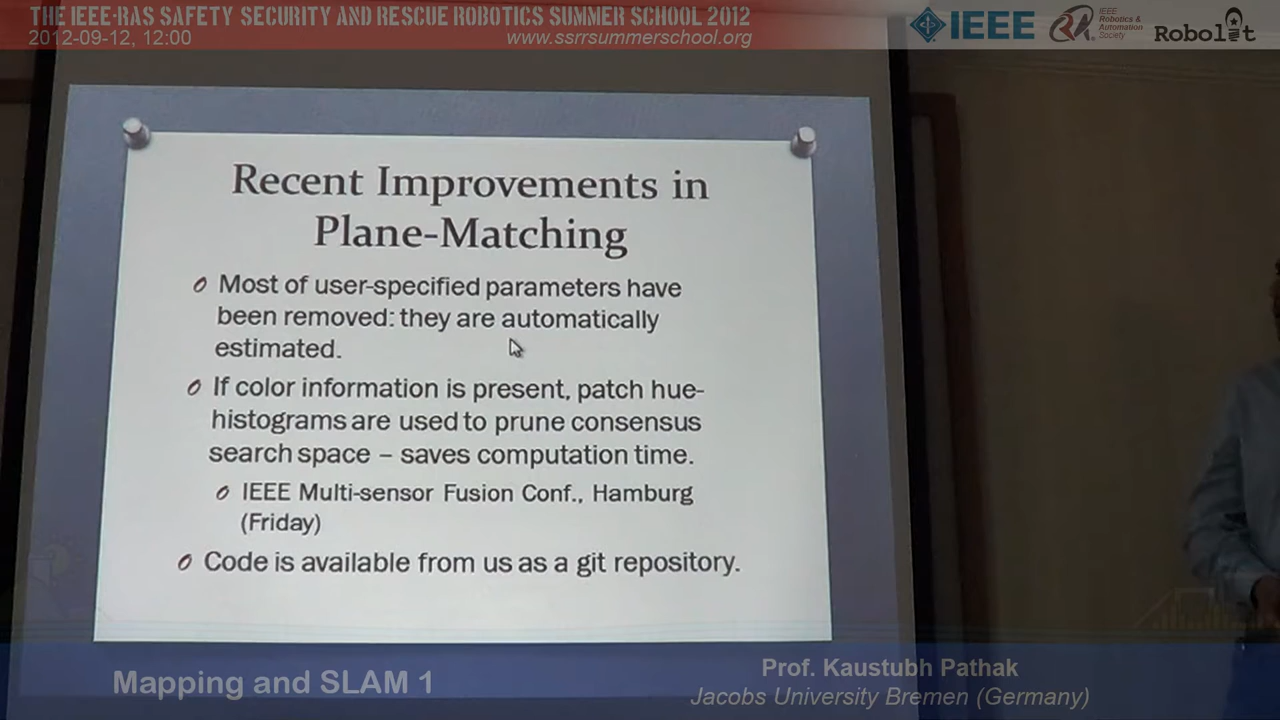 THE IEEE-RAS SAFETY SECURITY AND RESCUE ROBOTICS SUMMER SCHOOL 2012
2012-09-12, 12:00
www.ssrrsummerschool.org
IEEE
IEEE
Robotics &
Automation
Society
Robolit
Recent Improvements in
Plane-Matching
Most of user-specified parameters have
been removed: they are automatically
estimated.
If color information is present, patch hue-
histograms are used to prune consensus
search space – saves computation time.
IEEE Multi-sensor Fusion Conf., Hamburg
(Friday)
Code is available from us as a git repository.
Mapping and SLAM 1
Prof. Kaustubh Pathak
Jacobs University Bremen (Germany)